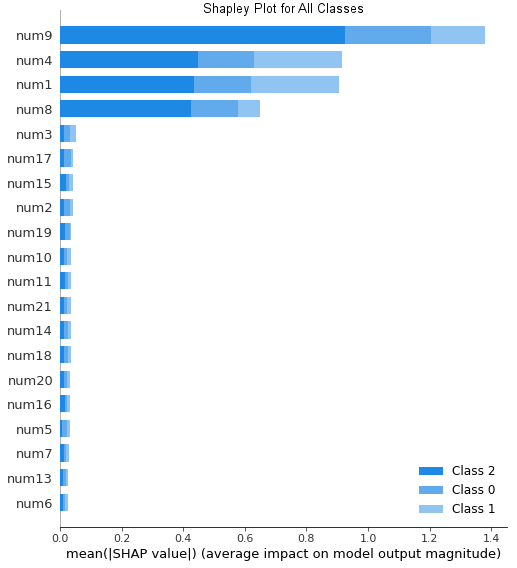 Shapley Plot for All Classes
num9
num4
num1
num8
num3
num17
num15
num2
num19
num10
num11
num21
num14
num18
num20
num16
num5
num7
num13
num6
Class 2
Class 0
Class 1
0.0 0.2 0.4 0.6 0.8 1.0 1.2 1.4
mean(|SHAP value|) (average impact on model output magnitude)